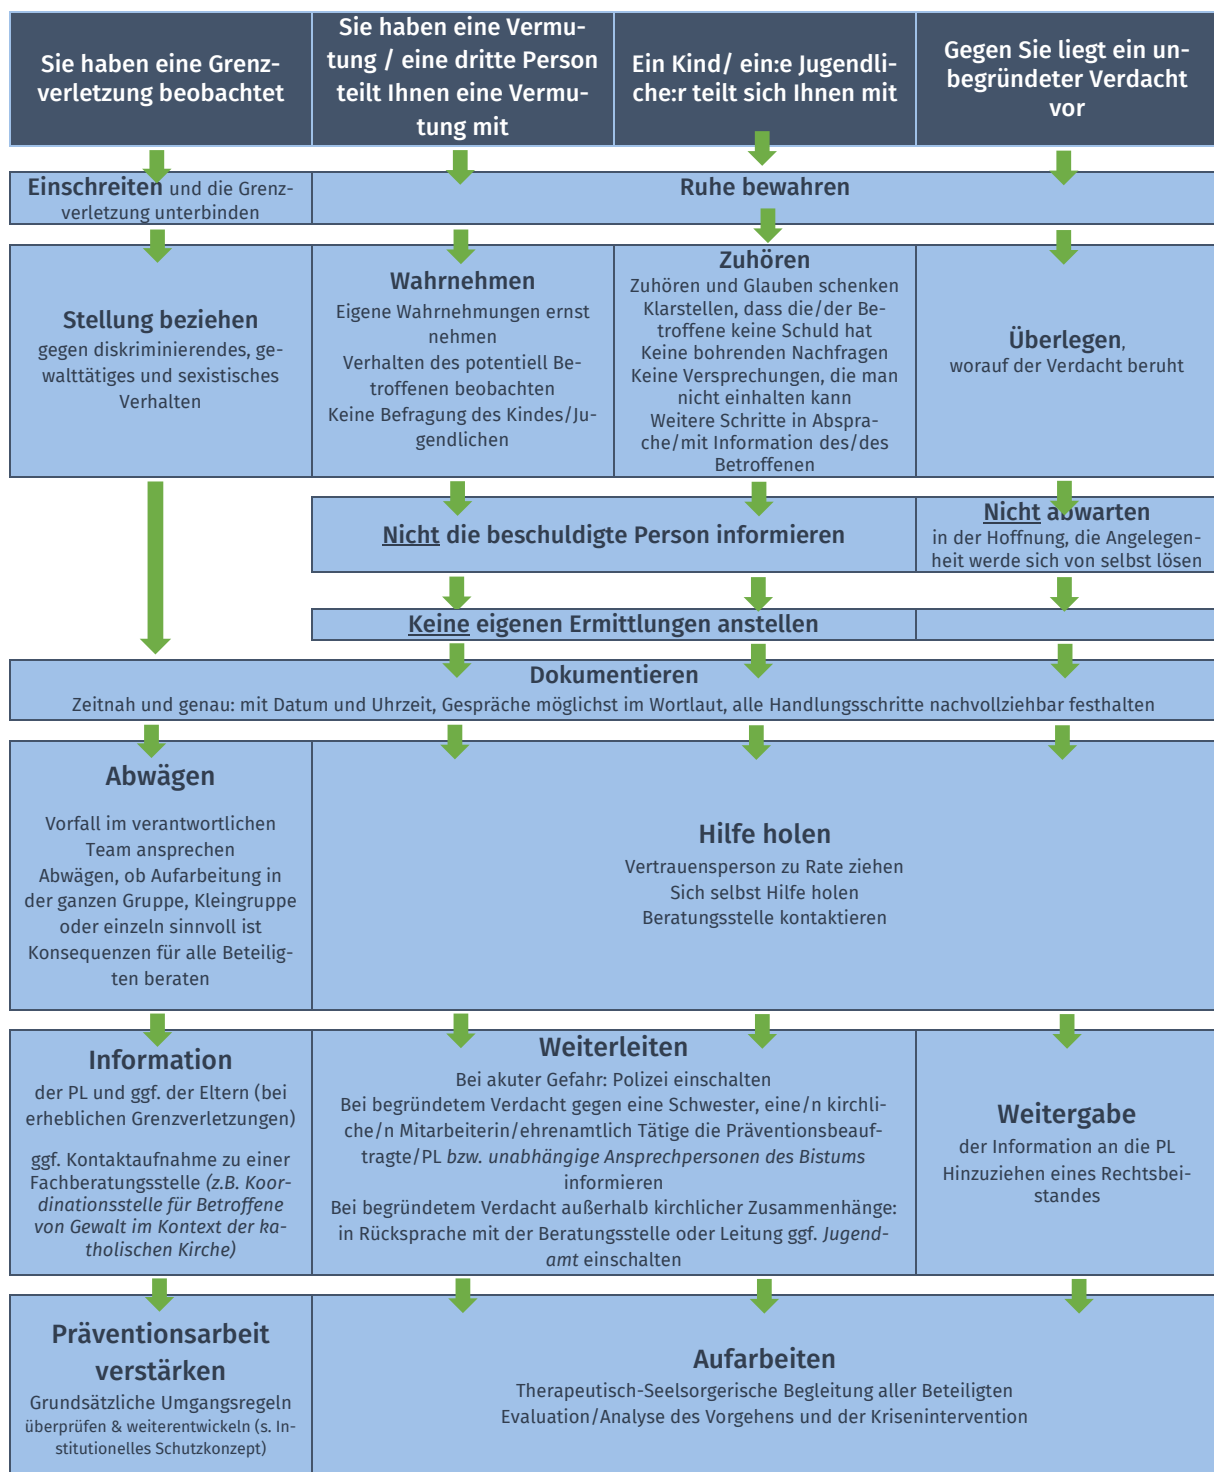 Sie haben eine Grenz-
verletzung beobachtet
Sie haben eine Vermu-
tung / eine dritte Person
teilt Ihnen eine Vermu-
tung mit
Ein Kind/ ein:e Jugendli-
che:r teilt sich Ihnen mit
Gegen Sie liegt ein un-
begründeter Verdacht
vor
Einschreiten und die Grenz-
verletzung unterbinden
Ruhe bewahren
Stellung beziehen
gegen diskriminierendes, ge-
walttätiges und sexistisches
Verhalten
Wahrnehmen
Eigene Wahrnehmungen ernst
nehmen
Verhalten des potentiell Be-
troffenen beobachten
Keine Befragung des Kindes/Ju-
gendlichen
Zuhören
Zuhören und Glauben schenken
Klarstellen, dass die/der Be-
troffene keine Schuld hat
Keine bohrenden Nachfragen
Keine Versprechungen, die man
nicht einhalten kann
Weitere Schritte in Abspra-
che/mit Information des/des
Betroffenen
Überlegen,
worauf der Verdacht beruht
Nicht die beschuldigte Person informieren
Nicht abwarten
in der Hoffnung, die Angelegen-
heit werde sich von selbst lösen
Keine eigenen Ermittlungen anstellen
Dokumentieren
Zeitnah und genau: mit Datum und Uhrzeit, Gespräche möglichst im Wortlaut, alle Handlungsschritte nachvollziehbar festhalten
Abwägen
Vorfall im verantwortlichen
Team ansprechen
Abwägen, ob Aufarbeitung in
der ganzen Gruppe, Kleingruppe
oder einzeln sinnvoll ist
Konsequenzen für alle Beteilig-
ten beraten
Hilfe holen
Vertrauensperson zu Rate ziehen
Sich selbst Hilfe holen
Beratungsstelle kontaktieren
Information
der PL und ggf. der Eltern (bei
erheblichen Grenzverletzungen)
ggf. Kontaktaufnahme zu einer
Fachberatungsstelle (z.B. Koor-
dinationsstelle für Betroffene
von Gewalt im Kontext der ka-
tholischen Kirche)
Weiterleiten
Bei akuter Gefahr: Polizei einschalten
Bei begründetem Verdacht gegen eine Schwester, eine/n kirchli-
che/n Mitarbeiterin/ehrenamtlich Tätige die Präventionsbeauf-
tragte/PL bzw. unabhängige Ansprechpersonen des Bistums
informieren
Bei begründetem Verdacht außerhalb kirchlicher Zusammenhänge:
in Rücksprache mit der Beratungsstelle oder Leitung ggf. Jugend-
amt einschalten
Weitergabe
der Information an die PL
Hinzuziehen eines Rechtsbei-
standes
Präventionsarbeit
verstärken
Grundsätzliche Umgangsregeln
überprüfen & weiterentwickeln (s. In-
stitutionelles Schutzkonzept)
Aufarbeiten
Therapeutisch-Seelsorgerische Begleitung aller Beteiligten
Evaluation/Analyse des Vorgehens und der Krisenintervention